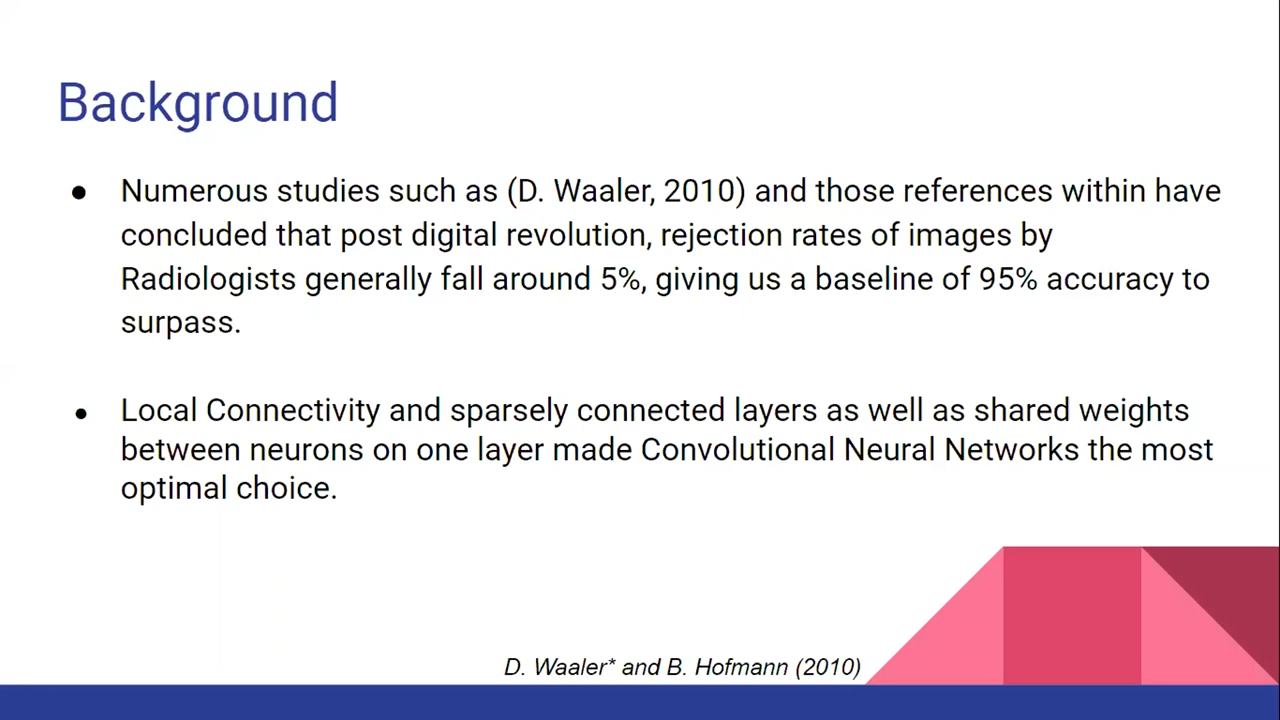 Background
● Numerous studies such as (D. Waaler, 2010) and those references within have
concluded that post digital revolution, rejection rates of images by
Radiologists generally fall around 5%, giving us a baseline of 95% accuracy to
surpass.
● Local Connectivity and sparsely connected layers as well as shared weights
between neurons on one layer made Convolutional Neural Networks the most
optimal choice.
D. Waaler* and B. Hofmann (2010)